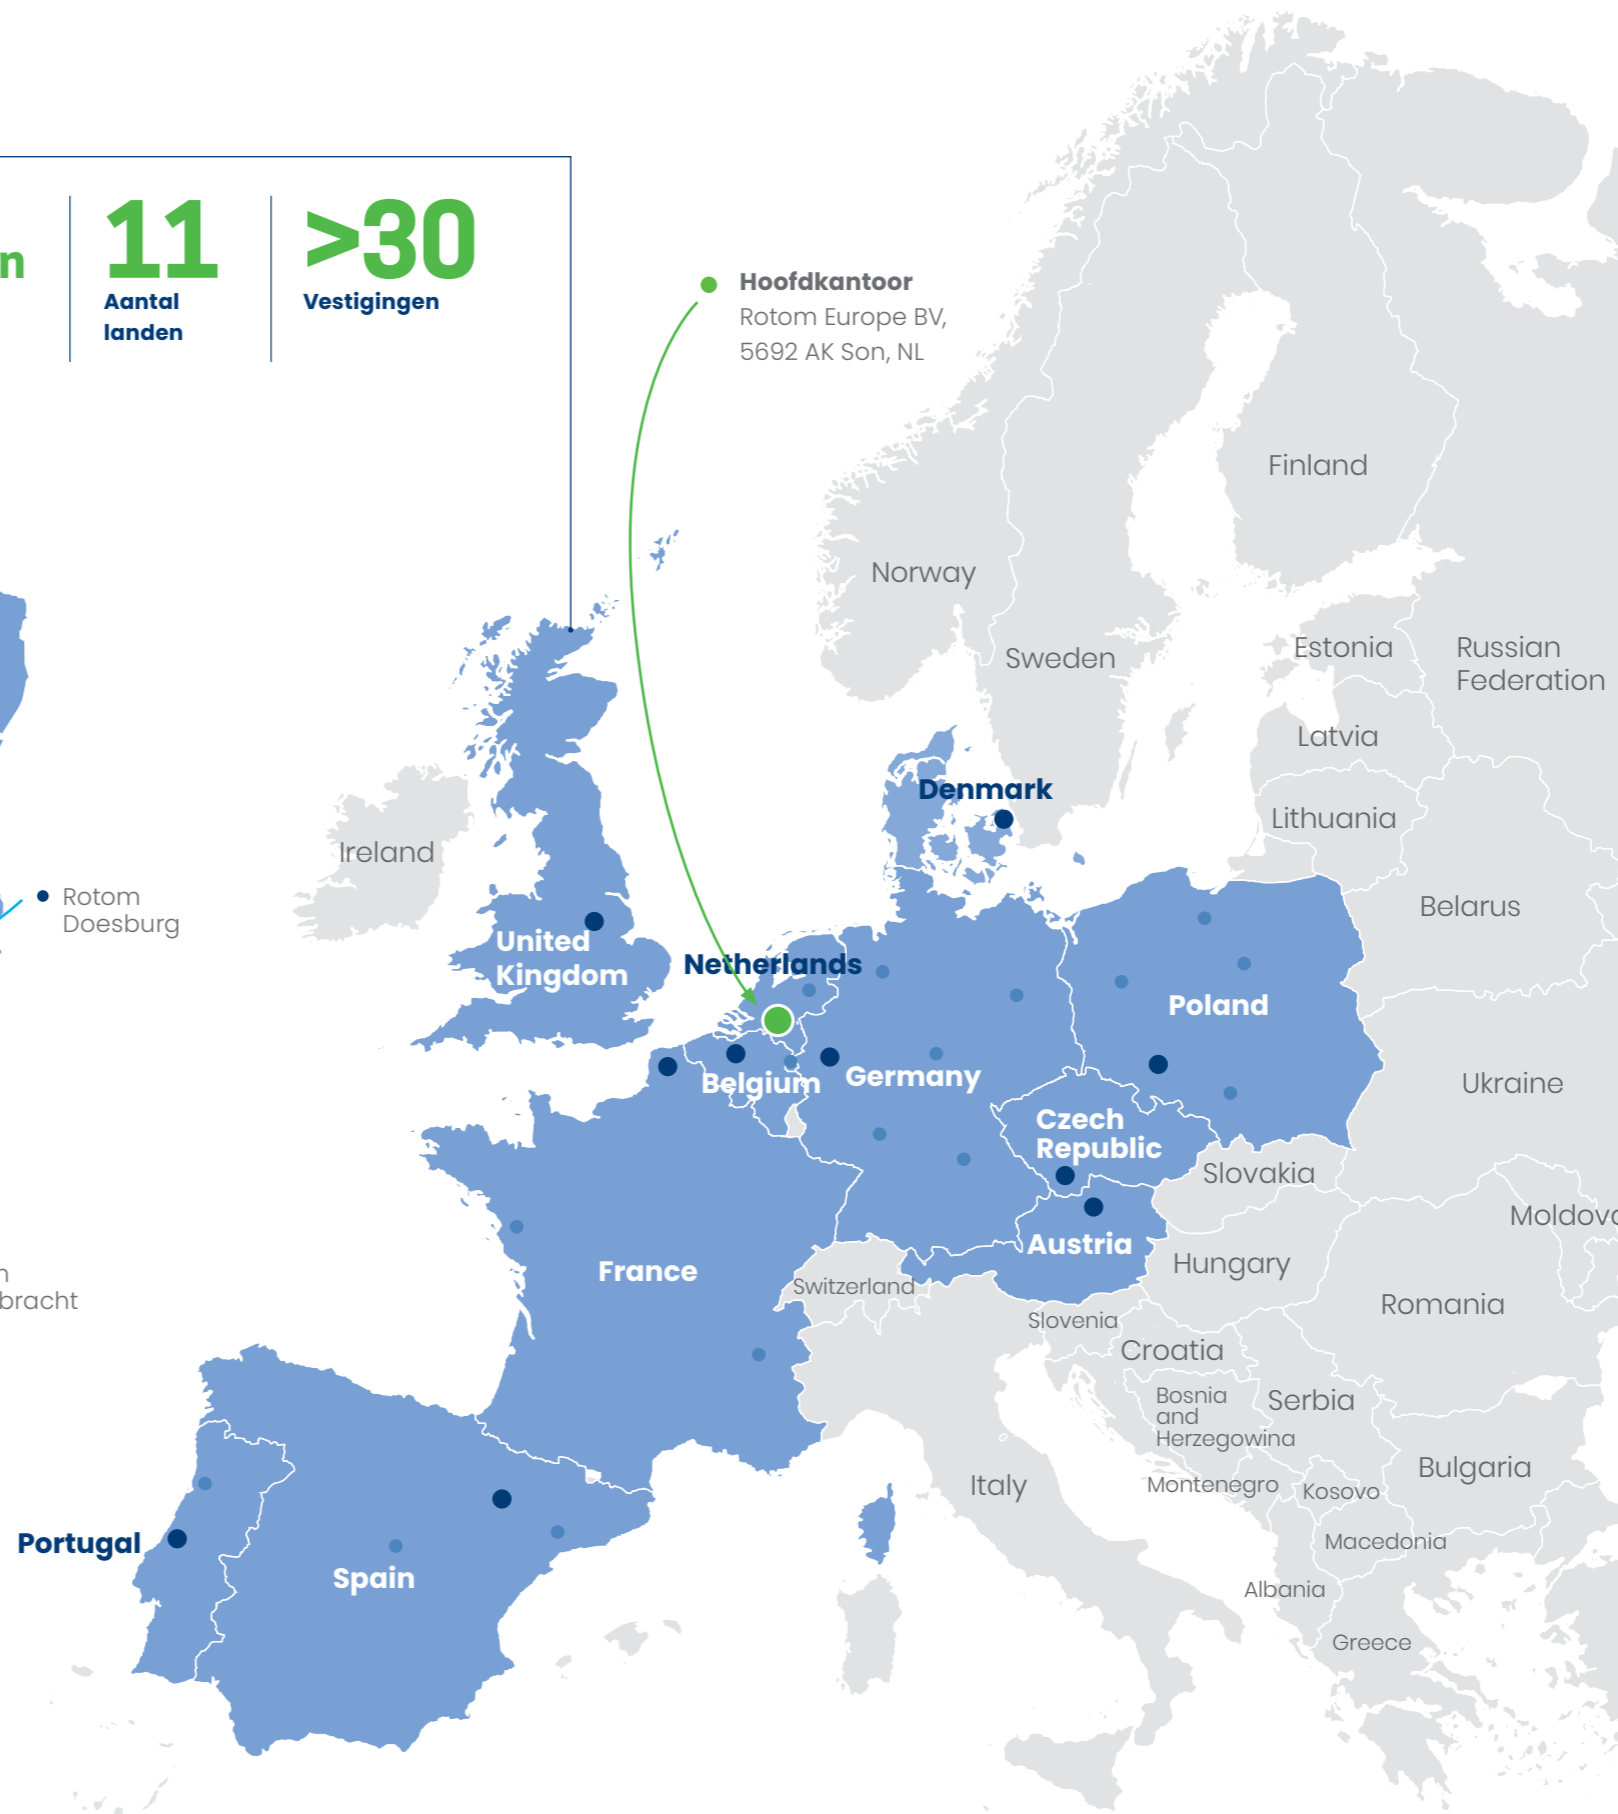 n
11
Aantal
landen
>30
Vestigingen
Hoofdkantoor
Rotom Europe BV,
5692 AK Son, NL
Finland
Norway
Sweden
Estonia
Russian
Federation
Latvia
Denmark
Lithuania
Ireland
Rotom
Doesburg
Belarus
United
Kingdom
Netherlands
Poland
Belgium
Germany
Ukraine
Czech
Republic
Slovakia
Moldova
Austria
Hungary
France
Switzerland
n
bracht
Romania
Slovenia
Croatia
Bosnia
and
Herzegowina
Serbia
Bulgaria
Italy
Montenegro
Kosovo
Portugal
Macedonia
Spain
Albania
Greece